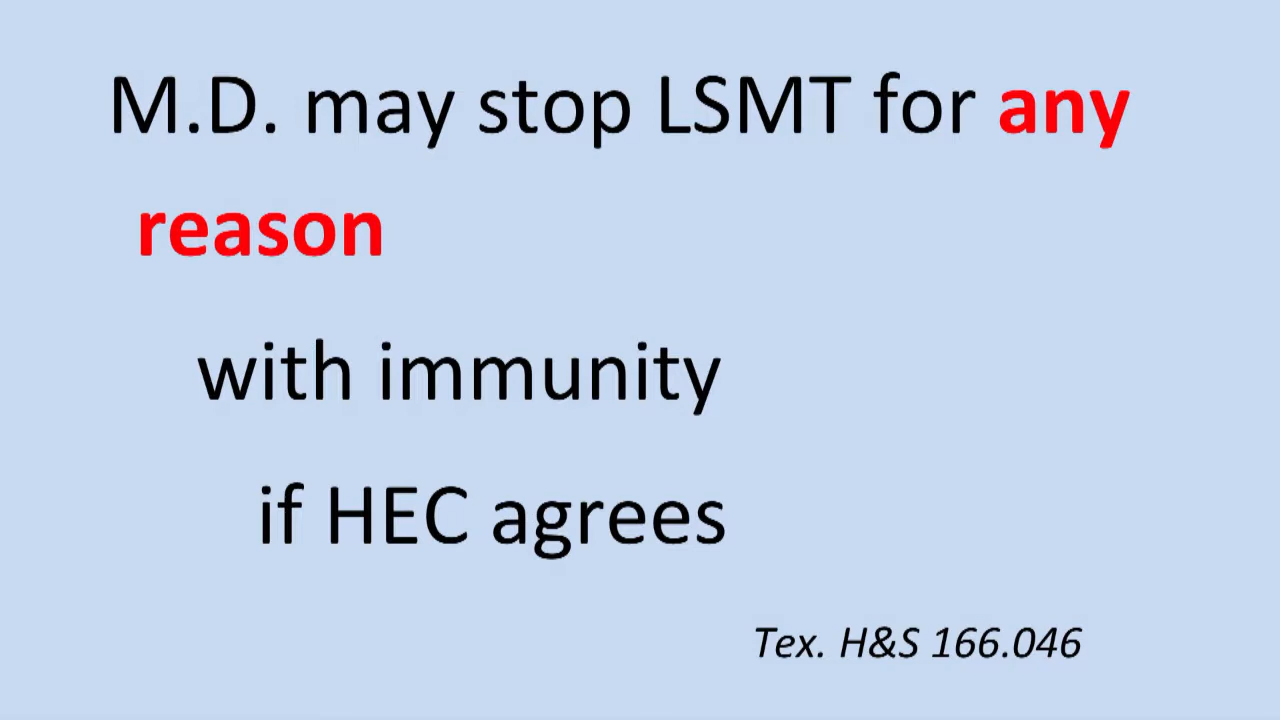 M.D. may stop LSMT for any
reason
with immunity
if HEC agrees
Tex. H&S 166.046